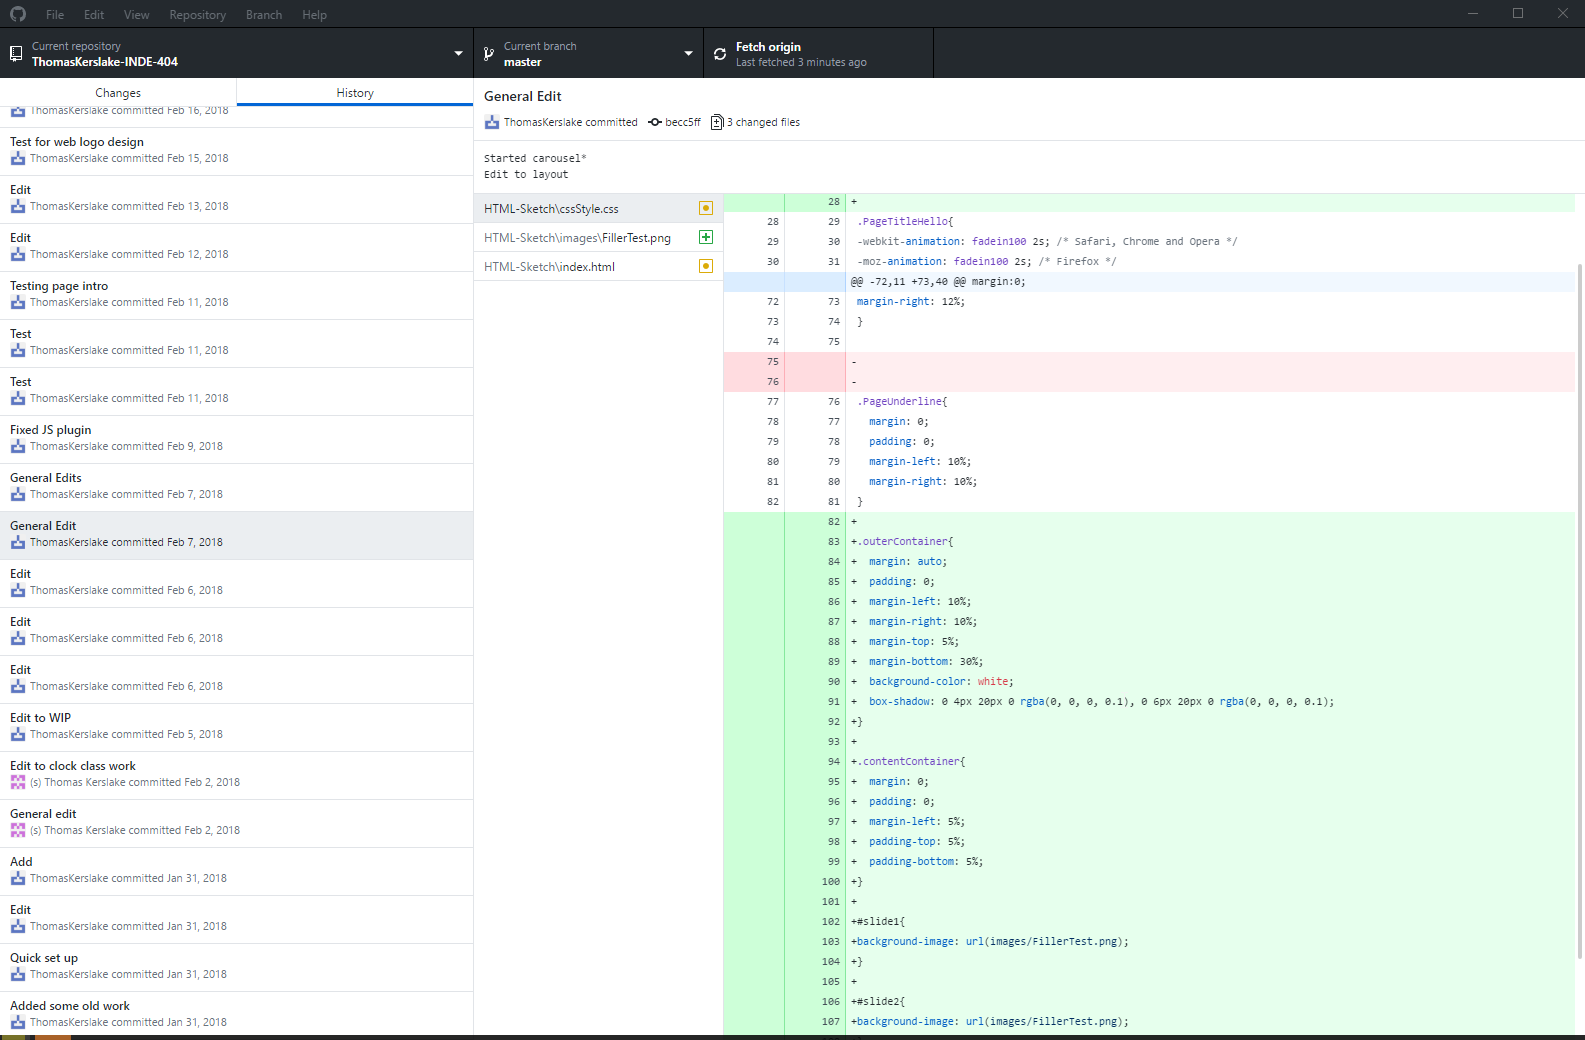 File Edit View Repository Branch Help
Current repository
ThomasKerslake-INDE-404
Current branch
master
Fetch origin
Last fetched 3 minutes ago
Changes
History
ThomasKerslake committed Feb 16, 2018
Test for web logo design
ThomasKerslake committed Feb 15, 2018
Edit
ThomasKerslake committed Feb 13, 2018
Edit
ThomasKerslake committed Feb 12, 2018
Testing page intro
ThomasKerslake committed Feb 11, 2018
Test
ThomasKerslake committed Feb 11, 2018
Test
ThomasKerslake committed Feb 11, 2018
Fixed JS plugin
ThomasKerslake committed Feb 9, 2018
General Edits
ThomasKerslake committed Feb 7, 2018
General Edit
ThomasKerslake committed Feb 7, 2018
Edit
ThomasKerslake committed Feb 6, 2018
Edit
ThomasKerslake committed Feb 6, 2018
Edit
ThomasKerslake committed Feb 6, 2018
Edit to WIP
ThomasKerslake committed Feb 5, 2018
Edit to clock class work
(s) Thomas Kerslake committed Feb 2, 2018
General edit
(s) Thomas Kerslake committed Feb 2, 2018
Add
ThomasKerslake committed Jan 31, 2018
Edit
ThomasKerslake committed Jan 31, 2018
Quick set up
ThomasKerslake committed Jan 31, 2018
Added some old work
ThomasKerslake committed Jan 31, 2018
General Edit
ThomasKerslake committed becc5ff 3 changed files
Started carousel*
Edit to layout
HTML-Sketch\cssStyle.css
HTML-Sketch\images\FillerTest.png
HTML-Sketch\index.html
28 +
28 29 .PageTitleHello{
29 30 -webkit-animation: fadein100 2s; /* Safari, Chrome and Opera */
30 31 -moz-animation: fadein100 2s; /* Firefox */
@@ -72,11 +73,40 @@ margin:0;
72 73 margin-right: 12%;
73 74 }
74 75
75 -
76 -
77 76 .PageUnderline{
78 77 margin: 0;
79 78 padding: 0;
80 79 margin-left: 10%;
81 80 margin-right: 10%;
82 81 }
82 +
83 +.outerContainer{
84 + margin: auto;
85 + padding: 0;
86 + margin-left: 10%;
87 + margin-right: 10%;
88 + margin-top: 5%;
89 + margin-bottom: 30%;
90 + background-color: white;
91 + box-shadow: 0 4px 20px 0 rgba(0, 0, 0, 0.1), 0 6px 20px 0 rgba(0, 0, 0, 0.1);
92 +}
93 +
94 +.contentContainer{
95 + margin: 0;
96 + padding: 0;
97 + margin-left: 5%;
98 + padding-top: 5%;
99 + padding-bottom: 5%;
100 +}
101 +
102 +#slide1{
103 +background-image: url(images/FillerTest.png);
104 +}
105 +
106 +#slide2{
107 +background-image: url(images/FillerTest.png);